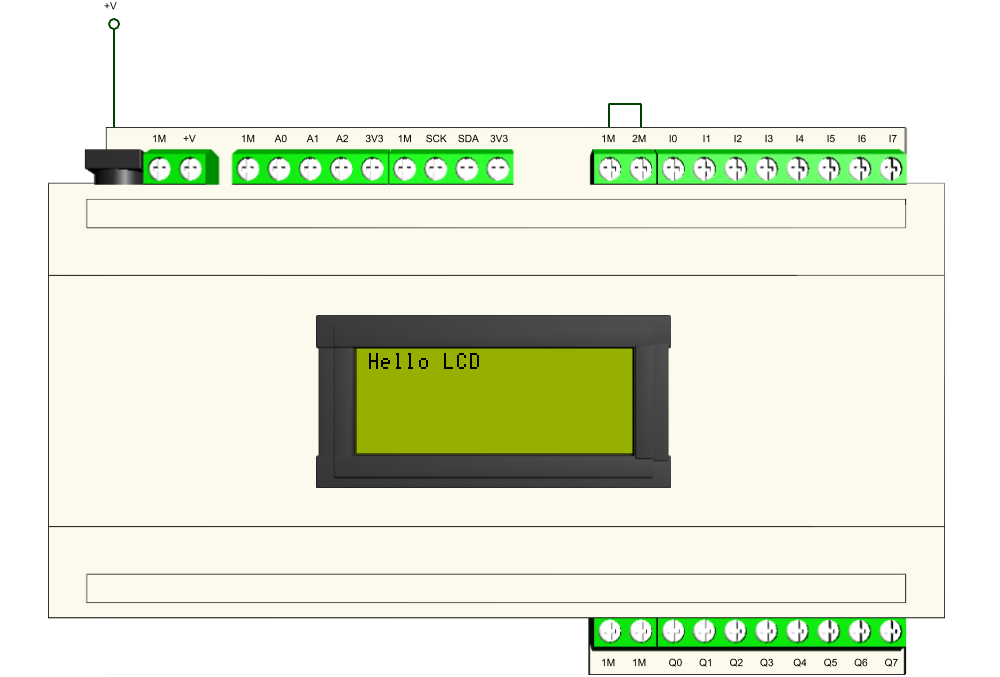 +V
1M +V 1M A0 A1 A2 3V3 1M SCK SDA 3V3 1M 2M I0 I1 I2 I3 I4 I5 I6 I7
Hello LCD
1M 1M Q0 Q1 Q2 Q3 Q4 Q5 Q6 Q7